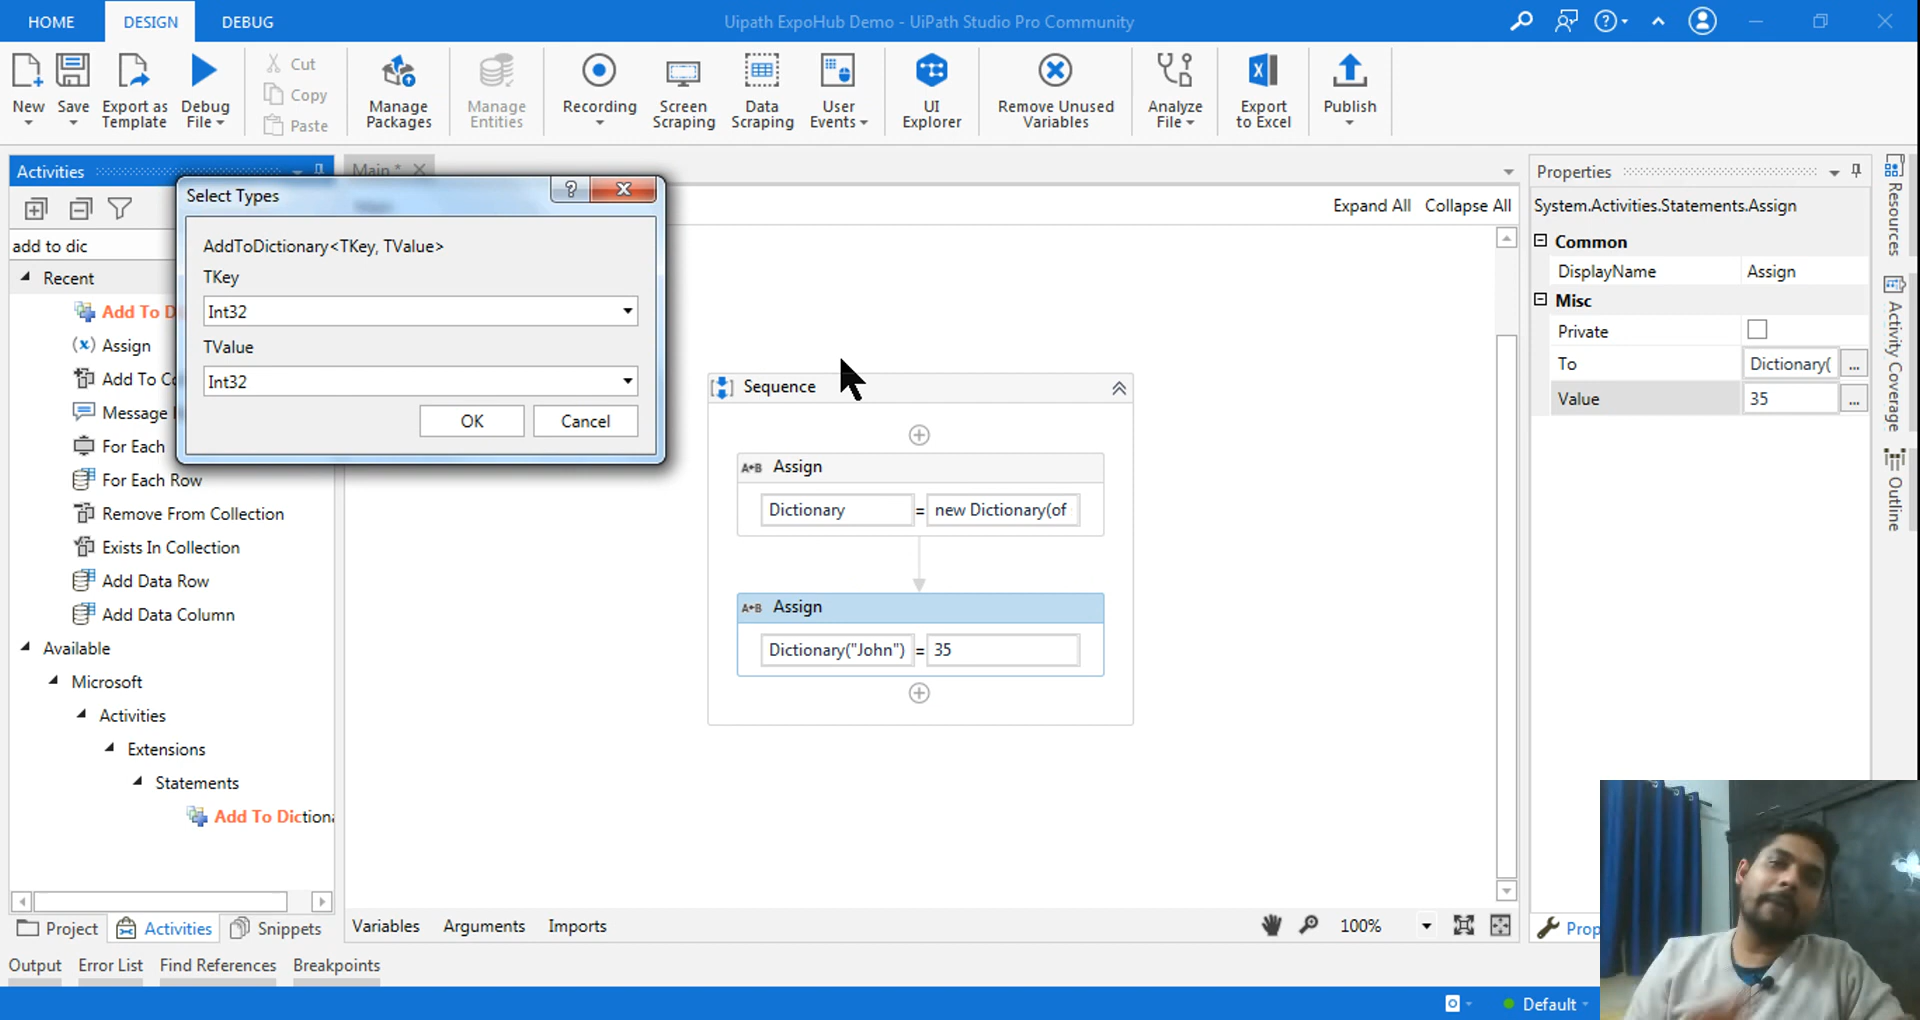 HOME DESIGN DEBUG Uipath ExpoHub Demo - UiPath Studio Pro Community
New Save Export as Template Debug File
Cut
Copy
Paste
Manage Packages
Manage Entities
Recording
Screen Scraping
Data Scraping
User Events
UI Explorer
Remove Unused Variables
Analyze File
Export to Excel
Publish
Activities
Main *
Properties
Select Types
?
Main
Expand All Collapse All
System.Activities.Statements.Assign
add to dic
AddToDictionary<TKey, TValue>
TKey
Int32
TValue
Int32
OK Cancel
Recent
Add To D
Assign
Add To Co
Message
For Each
For Each Row
Remove From Collection
Exists In Collection
Add Data Row
Add Data Column
Available
Microsoft
Activities
Extensions
Statements
Add To Dictiona
Sequence
A+B Assign
Dictionary = new Dictionary(of
A+B Assign
Dictionary("John") = 35
Common
DisplayName Assign
Misc
Private
To Dictionary( ...
Value 35 ...
Resources
Activity Coverage
Outline
Project Activities Snippets
Variables Arguments Imports
100%
Prop
Output Error List Find References Breakpoints
Default